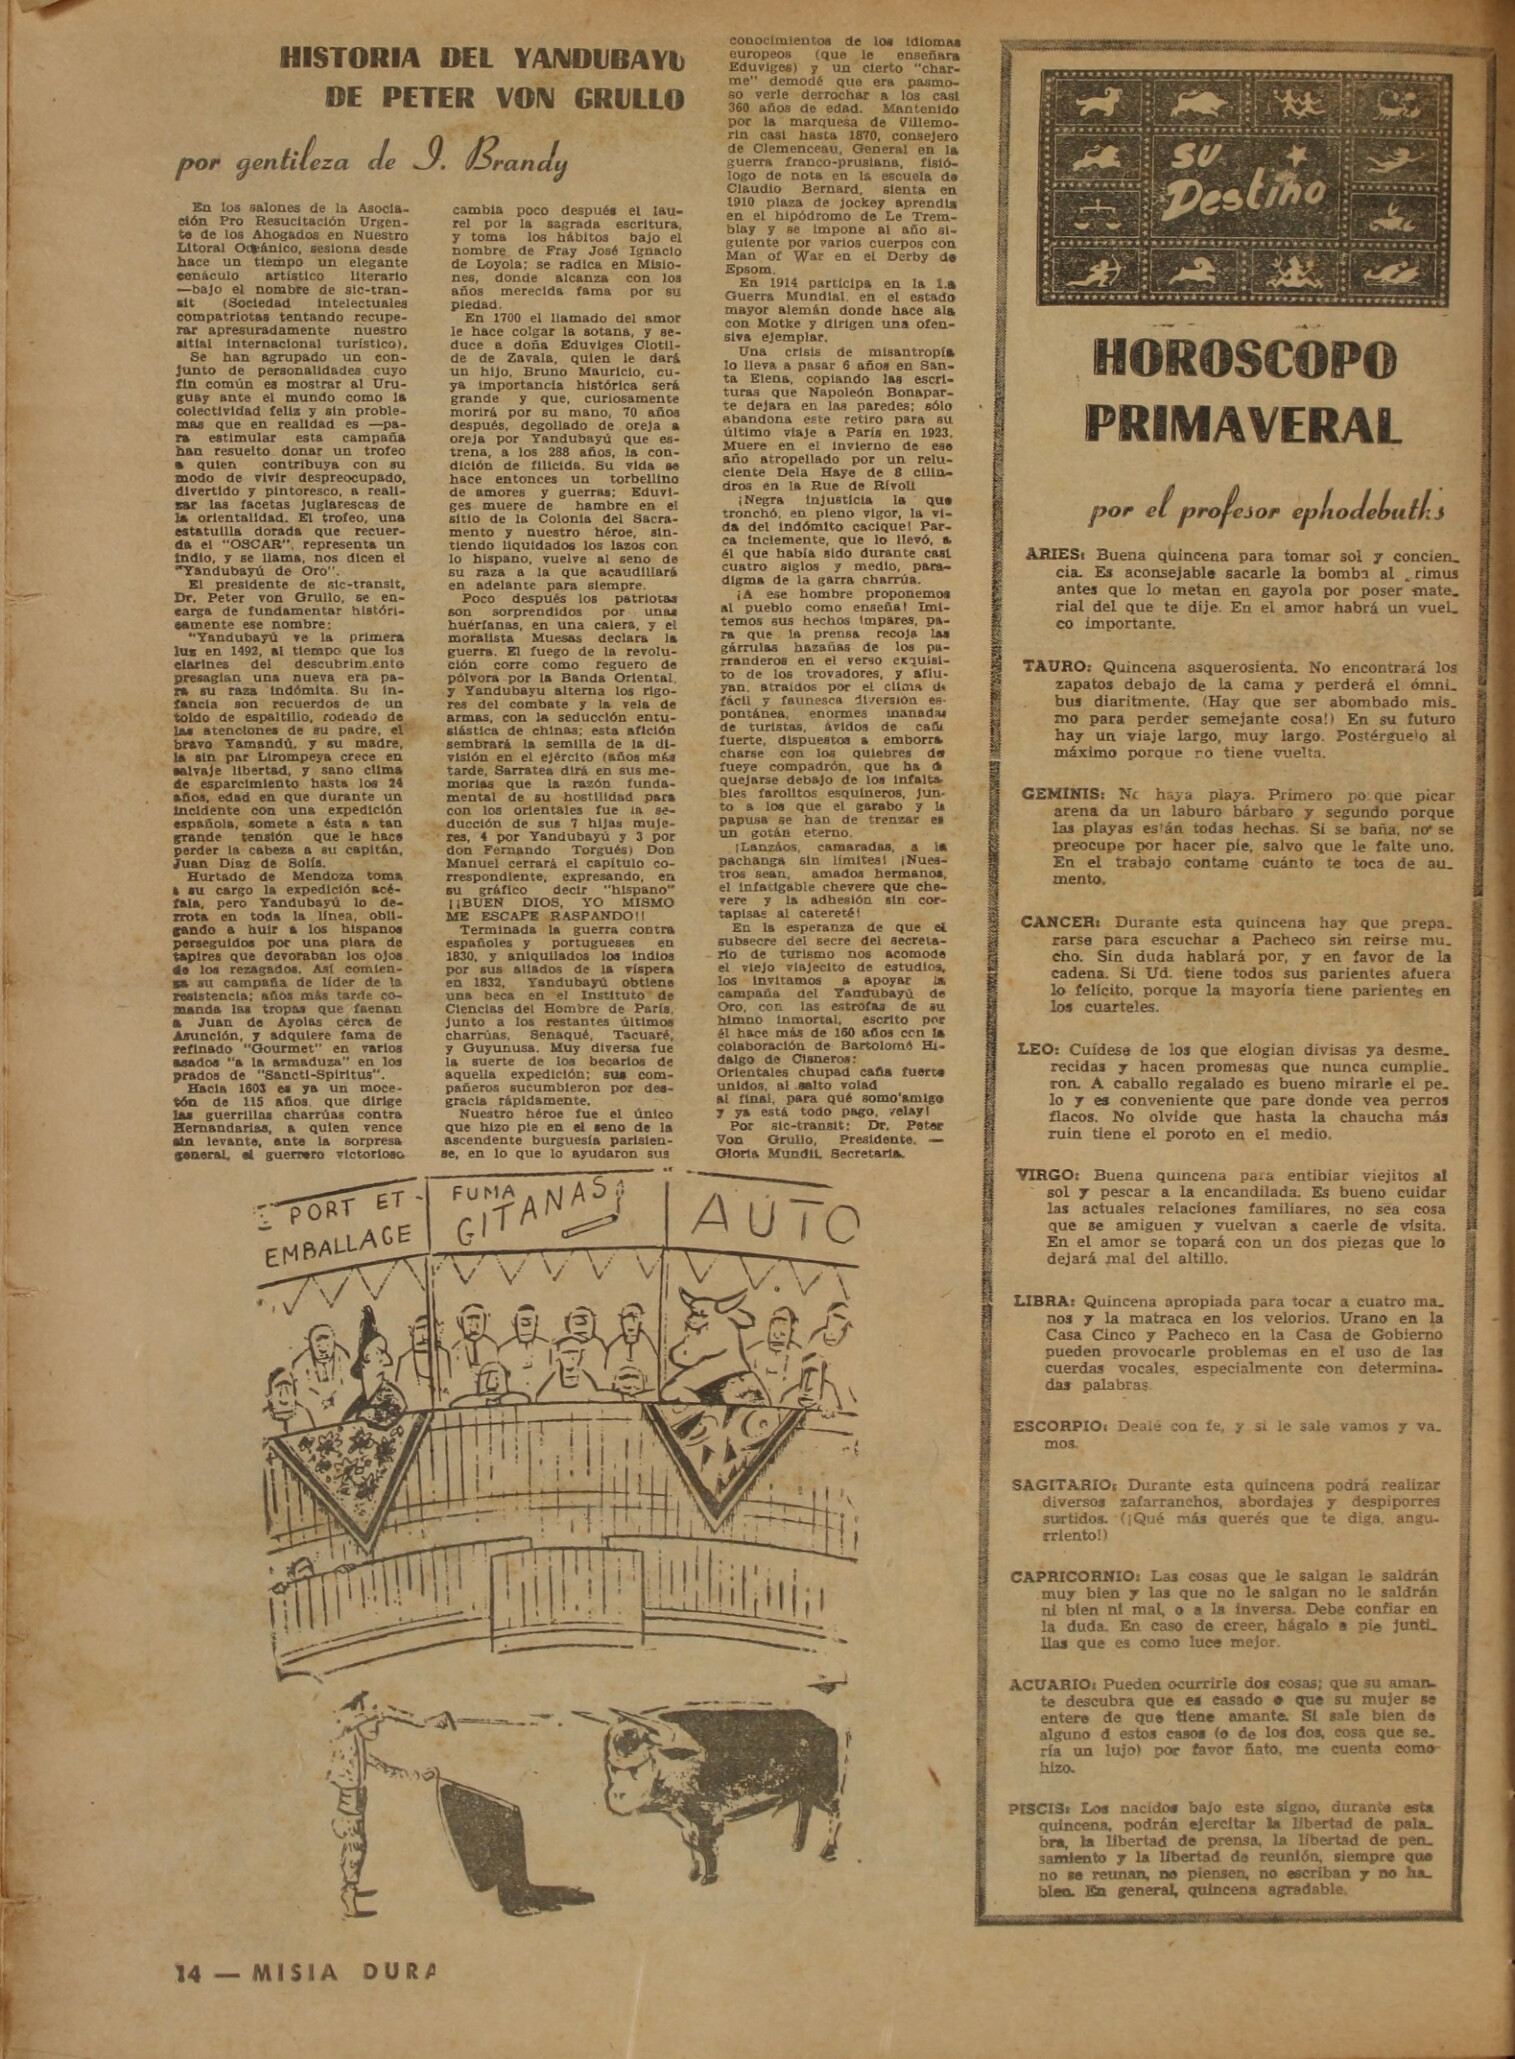 HISTORIA DEL YANDUBAYU
DE PETER VON GRULLO
por gentileza de I. Brandy
En los salones de la Asocia-
ción Pro Resucitación Urgen-
te de los Ahogados en Nuestro
Litoral Oceánico, sesiona desde
hace un tiempo un elegante
cenáculo artístico literario
—bajo el nombre de sic-tran-
sit (Sociedad intelectuales
compatriotas tentando recupe-
rar apresuradamente nuestro
sitial internacional turístico).
Se han agrupado un con-
junto de personalidades cuyo
fin común es mostrar al Uru-
guay ante el mundo como la
colectividad feliz y sin proble-
mas que en realidad es —pa-
ra estimular esta campaña
han resuelto donar un trofeo
a quien contribuya con su
modo de vivir despreocupado,
divertido y pintoresco, a reali-
zar las facetas juglarescas de
la orientalidad. El trofeo, una
estatuilla dorada que recuer-
da el "OSCAR", representa un
indio, y se llama, nos dicen el
"Yandubayú de Oro".
El presidente de sic-transit,
Dr. Peter von Grullo, se en-
carga de fundamentar históri-
camente ese nombre:
"Yandubayú ve la primera
luz en 1492, al tiempo que los
clarines del descubrimiento
presagian una nueva era pa-
ra su raza indómita. Su in-
fancia son recuerdos de un
toldo de espaltillo, rodeado de
las atenciones de su padre, el
bravo Yamandú, y su madre,
la sin par Lirompeya crece en
salvaje libertad, y sano clima
de esparcimiento hasta los 24
años, edad en que durante un
incidente con una expedición
española, somete a ésta a tan
grande tensión que le hace
perder la cabeza a su capitán,
Juan Díaz de Solís.
Hurtado de Mendoza toma
a su cargo la expedición acé-
fala, pero Yandubayú lo de-
rrota en toda la línea, obli-
gando a huir a los hispanos
perseguidos por una piara de
tapires que devoraban los ojos
de los rezagados. Así comien-
za su campaña de líder de la
resistencia; años más tarde co-
manda las tropas que faenan
a Juan de Ayolas cerca de
Asunción, y adquiere fama de
refinado "Gourmet" en varios
asados "a la armaduza" en los
prados de "Sancti-Spiritus".
Hacia 1603 es ya un moce-
tón de 115 años, que dirige
las guerrillas charrúas contra
Hernandarias, a quien vence
sin levante, ante la sorpresa
general, el guerrero victorioso
cambia poco después el lau-
rel por la sagrada escritura,
y toma los hábitos bajo el
nombre de Fray José Ignacio
de Loyola; se radica en Misio-
nes, donde alcanza con los
años merecida fama por su
piedad.
En 1700 el llamado del amor
le hace colgar la sotana, y se-
duce a doña Eduviges Clotil-
de de Zavala, quien le dará
un hijo, Bruno Mauricio, cu-
ya importancia histórica será
grande y que, curiosamente
morirá por su mano, 70 años
después, degollado de oreja a
oreja por Yandubayú que es-
trena, a los 288 años, la con-
dición de filicida. Su vida se
hace entonces un torbellino
de amores y guerras; Eduvi-
ges muere de hambre en el
sitio de la Colonia del Sacra-
mento y nuestro héroe, sin-
tiendo liquidados los lazos con
lo hispano, vuelve al seno de
su raza a la que acaudillará
en adelante para siempre.
Poco después los patriotas
son sorprendidos por unas
huérfanas, en una calera, y el
moralista Muesas declara la
guerra. El fuego de la revolu-
ción corre como reguero de
pólvora por la Banda Oriental,
y Yandubayu alterna los rigo-
res del combate y la vela de
armas, con la seducción entu-
siástica de chinas; esta afición
sembrará la semilla de la di-
visión en el ejército (años más
tarde, Sarratea dirá en sus me-
morias que la razón funda-
mental de su hostilidad para
con los orientales fue la se-
ducción de sus 7 hijas muje-
res, 4 por Yandubayú y 3 por
don Fernando Torgués) Don
Manuel cerrará el capítulo co-
rrespondiente, expresando, en
su gráfico decir "hispano"
¡¡BUEN DIOS, YO MISMO
ME ESCAPE RASPANDO!!
Terminada la guerra contra
españoles y portugueses en
1830, y aniquilados los indios
por sus aliados de la víspera
en 1832, Yandubayú obtiene
una beca en el Instituto de
Ciencias del Hombre de París,
junto a los restantes últimos
charrúas, Senaqué, Tacuaré,
y Guyunusa. Muy diversa fue
la suerte de los becarios de
aquella expedición; sus com-
pañeros sucumbieron por des-
gracia rápidamente.
Nuestro héroe fue el único
que hizo pie en el seno de la
ascendente burguesía parisien-
se, en lo que lo ayudaron sus
conocimientos de los idiomas
europeos (que le enseñara
Eduviges) y un cierto "char-
me" demodé que era pasmo-
so verle derrochar a los casi
360 años de edad. Mantenido
por la marquesa de Villemo-
rin casi hasta 1870, consejero
de Clemenceau, General en la
guerra franco-prusiana, fisió-
logo de nota en la escuela de
Claudio Bernard, sienta en
1910 plaza de jockey aprendis
en el hipódromo de Le Trem-
blay y se impone al año si-
guiente por varios cuerpos con
Man of War en el Derby de
Epsom.
En 1914 participa en la 1.a
Guerra Mundial, en el estado
mayor alemán donde hace ala
con Motke y dirigen una ofen-
siva ejemplar.
Una crisis de misantropía
lo lleva a pasar 6 años en San-
ta Elena, copiando las escri-
turas que Napoleón Bonapar-
te dejara en las paredes; sólo
abandona este retiro para su
último viaje a París en 1923.
Muere en el invierno de ese
año atropellado por un relu-
ciente Dela Haye de 8 cilin-
dros en la Rue de Rivoli
¡Negra injusticia la que
tronchó, en pleno vigor, la vi-
da del indómito cacique! Par-
ca inclemente, que lo llevó, a
él que había sido durante casi
cuatro siglos y medio, para-
digma de la garra charrúa.
¡A ese hombre proponemos
al pueblo como enseña! Imi-
temos sus hechos impares, pa-
ra que la prensa recoja las
gárrulas hazañas de los pa-
rranderos en el verso exquisi-
to de los trovadores, y aflu-
yan, atraídos por el clima de
fácil y faunesca diversión es-
pontánea, enormes manadas
de turistas, ávidos de caña
fuerte, dispuestos a emborra
charse con los quiebres de
fueye compadrón, que ha d
quejarse debajo de los infalta
bles farolitos esquineros, jun-
to a los que el garabo y la
papusa se han de trenzar en
un gotán eterno.
¡Lanzáos, camaradas, a la
pachanga sin límites! ¡Nues-
tros sean, amados hermanos,
el infatigable chevere que che-
vere y la adhesión sin cor-
tapisas al catereté!
En la esperanza de que el
subsecre del secre del secreta-
rio de turismo nos acomode
el viejo viajecito de estudios,
los invitamos a apoyar la
campaña del Yandubayú de
Oro, con las estrofas de su
himno inmortal, escrito por
él hace más de 160 años con la
colaboración de Bartolomé Hi-
dalgo de Cisneros:
Orientales chupad caña fuerte
unidos, al salto volad
al final, para qué somo'amigo
y ya está todo pago, velay!
Por sic-transit: Dr. Peter
Von Grullo, Presidente. —
Gloria Mundii, Secretaria.
PORT ET
EMBALLAGE
FUMA
GITANAS
AUTO
SU
Destino
HOROSCOPO
PRIMAVERAL
por el profesor ephodebutks
ARIES: Buena quincena para tomar sol y concien_
cia. Es aconsejable sacarle la bomba al rimus
antes que lo metan en gayola por poser mate_
rial del que te dije. En el amor habrá un vuel_
co importante.
TAURO: Quincena asquerosienta. No encontrará los
zapatos debajo de la cama y perderá el ómni_
bus diaritmente. (Hay que ser abombado mis_
mo para perder semejante cosa!) En su futuro
hay un viaje largo, muy largo. Postérguelo al
máximo porque no tiene vuelta.
GEMINIS: No haya playa. Primero porque picar
arena da un laburo bárbaro y segundo porque
las playas están todas hechas. Si se baña, no se
preocupe por hacer pie, salvo que le falte uno.
En el trabajo contame cuánto te toca de au_
mento.
CANCER: Durante esta quincena hay que prepa_
rarse para escuchar a Pacheco sin reírse mu_
cho. Sin duda hablará por, y en favor de la
cadena. Si Ud. tiene todos sus parientes afuera
lo felicito, porque la mayoría tiene parientes en
los cuarteles.
LEO: Cuídese de los que elogian divisas ya desme_
recidas y hacen promesas que nunca cumplie_
ron. A caballo regalado es bueno mirarle el pe_
lo y es conveniente que pare donde vea perros
flacos. No olvide que hasta la chaucha más
ruin tiene el poroto en el medio.
VIRGO: Buena quincena para entibiar viejitos al
sol y pescar a la encandilada. Es bueno cuidar
las actuales relaciones familiares, no sea cosa
que se amiguen y vuelvan a caerle de visita.
En el amor se topará con un dos piezas que lo
dejará mal del altillo.
LIBRA: Quincena apropiada para tocar a cuatro ma_
nos y la matraca en los velorios. Urano en la
Casa Cinco y Pacheco en la Casa de Gobierno
pueden provocarle problemas en el uso de las
cuerdas vocales, especialmente con determina_
das palabras.
ESCORPIO: Dealé con fe, y si le sale vamos y va_
mos.
SAGITARIO: Durante esta quincena podrá realizar
diversos zafarranchos, abordajes y despiporres
surtidos. (¡Qué más querés que te diga, angu_
rriento!)
CAPRICORNIO: Las cosas que le salgan le saldrán
muy bien y las que no le salgan no le saldrán
ni bien ni mal, o a la inversa. Debe confiar en
la duda. En caso de creer, hágalo a pie junti_
llas que es como luce mejor.
ACUARIO: Pueden ocurrirle dos cosas; que su aman_
te descubra que es casado o que su mujer se
entere de que tiene amante. Si sale bien de
alguno d estos casos (o de los dos, cosa que se_
ría un lujo) por favor ñato, me cuenta como
hizo.
PISCIS: Los nacidos bajo este signo, durante esta
quincena, podrán ejercitar la libertad de pala_
bra, la libertad de prensa, la libertad de pen_
samiento y la libertad de reunión, siempre que
no se reunan, no piensen, no escriban y no ha_
blen. En general, quincena agradable.
14 — MISIA DURA